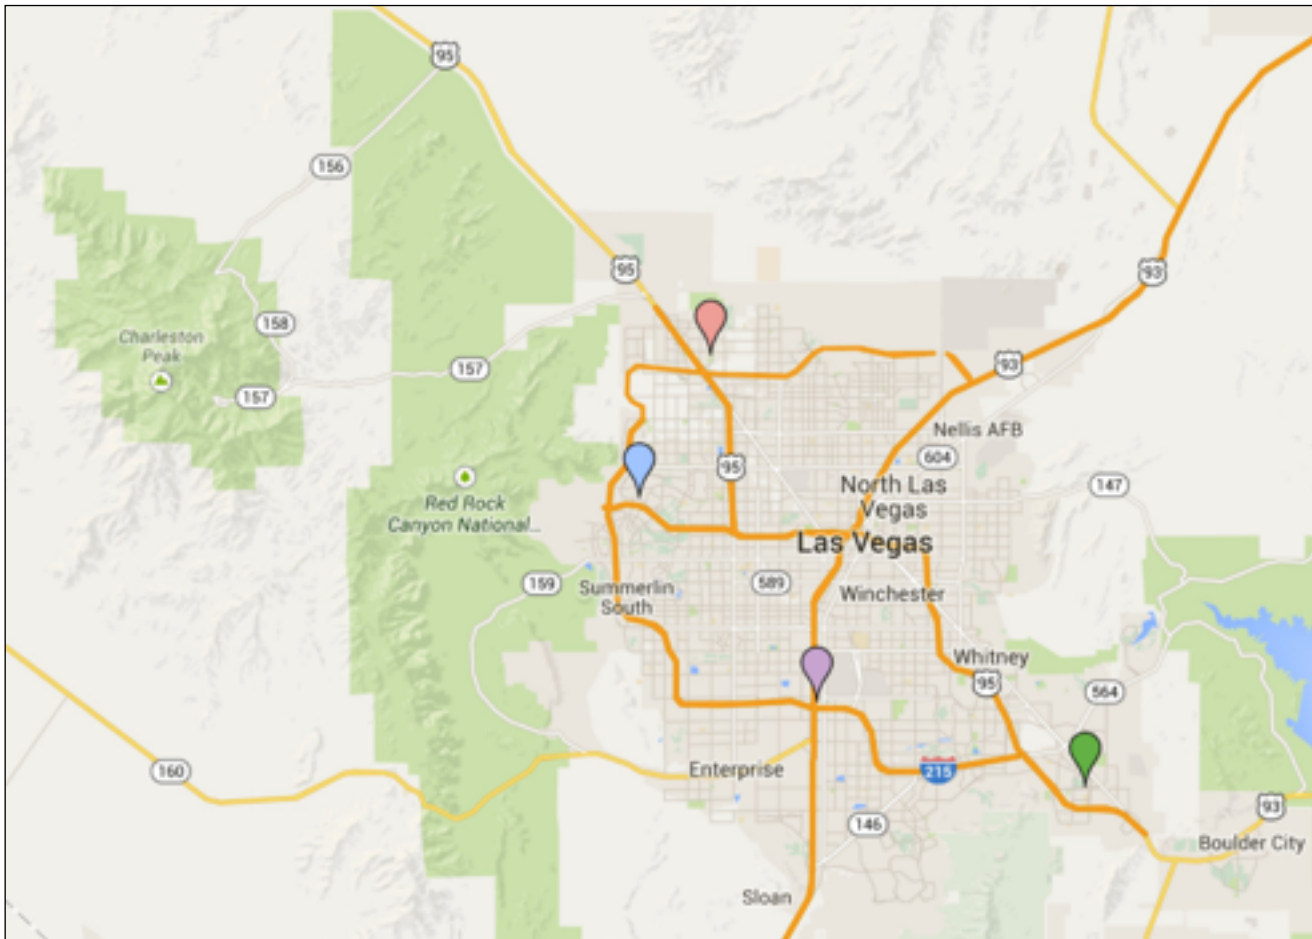 95
156
95
93
158
Charleston
Peak
157
157
93
Nellis AFB
604
95
147
North Las
Vegas
Red Rock
Canyon National...
Las Vegas
159
589
Summerlin
South
Winchester
Whitney
95
564
160
Enterprise
215
93
146
Boulder City
Sloan